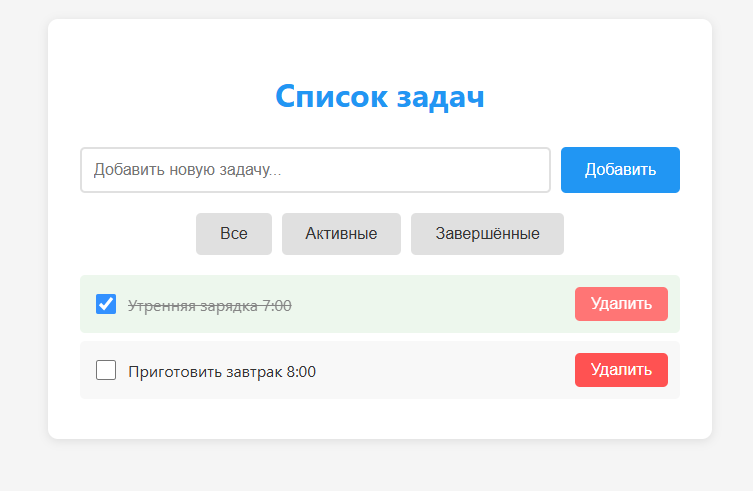 Список задач
Добавить новую задачу...
Добавить
Все
Активные
Завершённые
Утренняя зарядка 7:00
Удалить
Приготовить завтрак 8:00
Удалить